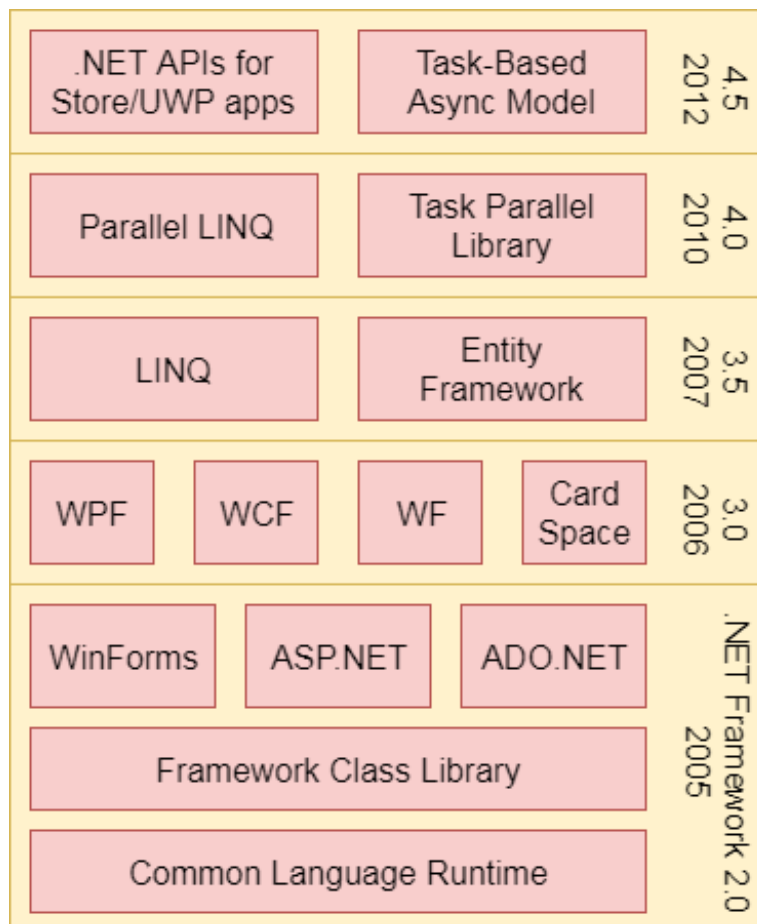 .NET APIs for
Store/UWP apps
Task-Based
Async Model
4.5
2012
Parallel LINQ
Task Parallel
Library
4.0
2010
LINQ
Entity
Framework
3.5
2007
WPF
WCF
WF
Card
Space
3.0
2006
WinForms
ASP.NET
ADO.NET
Framework Class Library
Common Language Runtime
.NET Framework 2.0
2005